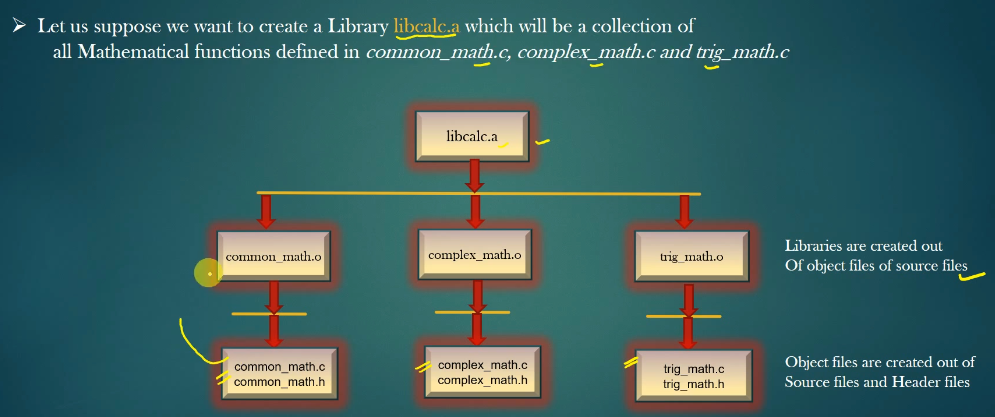 Let us suppose we want to create a Library libcalc.a which will be a collection of
all Mathematical functions defined in common_math.c, complex_math.c and trig_math.c
libcalc.a
common_math.o
complex_math.o
trig_math.o
Libraries are created out
Of object files of source files
common_math.c
common_math.h
complex_math.c
complex_math.h
trig_math.c
trig_math.h
Object files are created out of
Source files and Header files